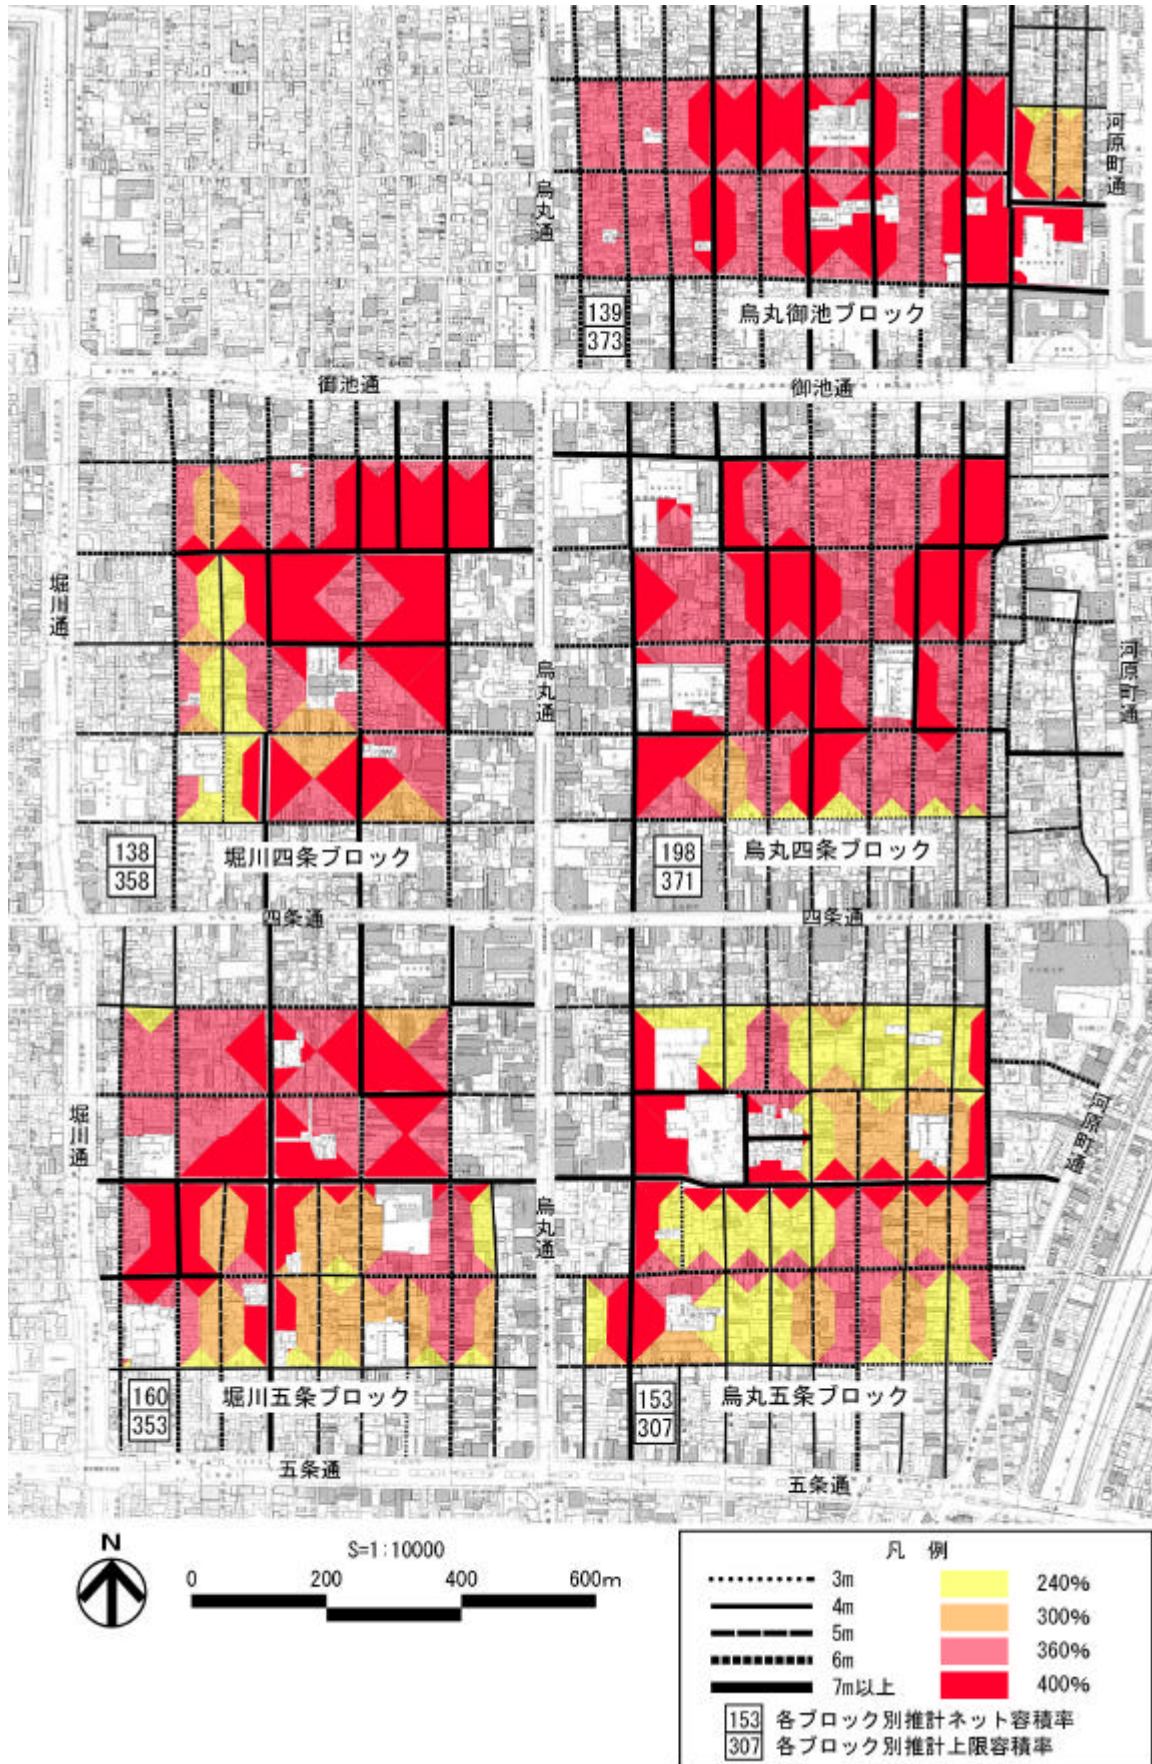 河原町通
烏丸通
139
373
烏丸御池ブロック
御池通
御池通
堀川通
烏丸通
河原町通
138
358
堀川四条ブロック
198
371
烏丸四条ブロック
四条通
四条通
堀川通
烏丸通
河原町通
160
353
堀川五条ブロック
153
307
烏丸五条ブロック
五条通
五条通
N
S=1:10000
0 200 400 600m
凡 例
3m 240%
4m 300%
5m
6m 360%
7m以上 400%
153 各ブロック別推計ネット容積率
307 各ブロック別推計上限容積率